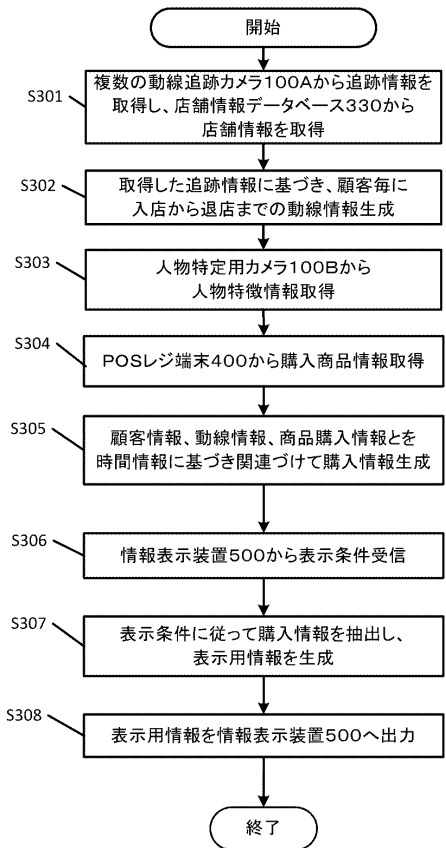 開始
S301
複数の動線追跡カメラ100Aから追跡情報を
取得し、店舗情報データベース330から
店舗情報を取得
S302
取得した追跡情報に基づき、顧客毎に
入店から退店までの動線情報生成
S303
人物特定用カメラ100Bから
人物特徴情報取得
S304
POSレジ端末400から購入商品情報取得
S305
顧客情報、動線情報、商品購入情報とを
時間情報に基づき関連づけて購入情報生成
S306
情報表示装置500から表示条件受信
S307
表示条件に従って購入情報を抽出し、
表示用情報を生成
S308
表示用情報を情報表示装置500へ出力
終了